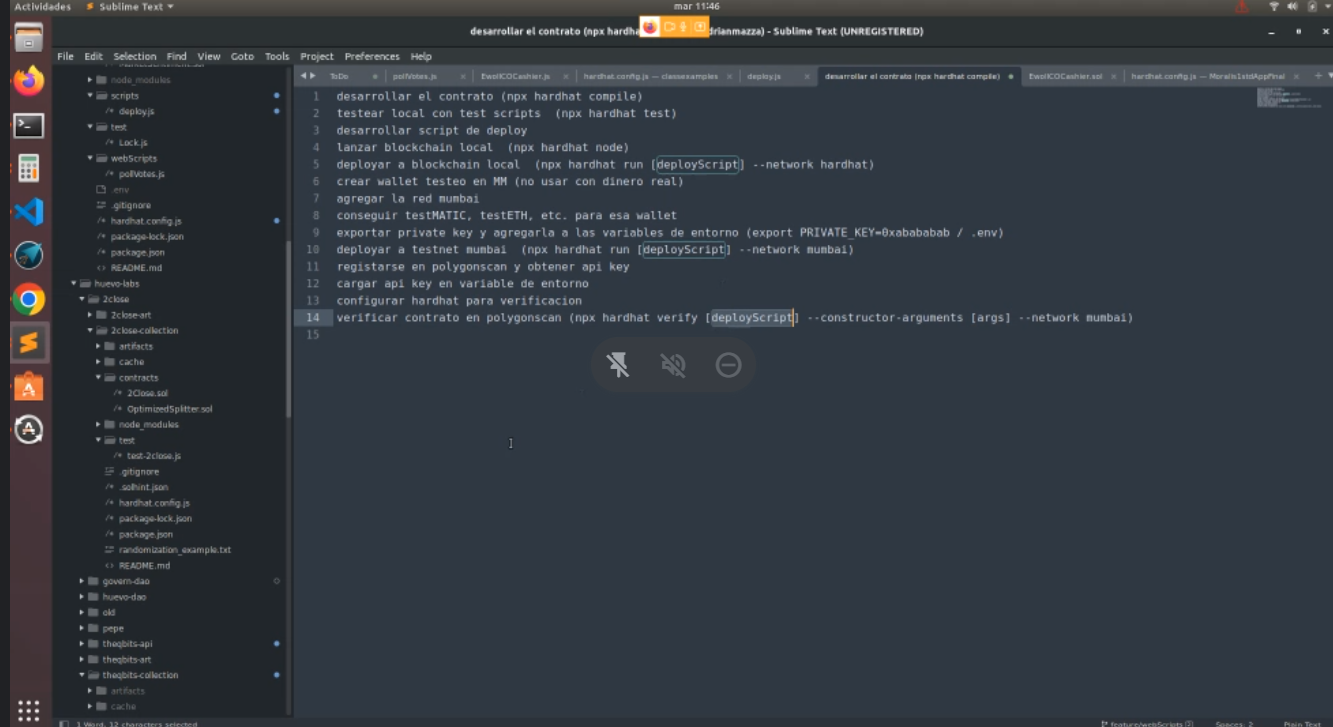 Actividades
Sublime Text
mar 11:46
desarrollar el contrato (npx hardha
drianmazza) - Sublime Text (UNREGISTERED)
File Edit Selection Find View Goto Tools Project Preferences Help
node_modules
scripts
deploy.js
test
Lock.js
webScripts
pollVotes.js
.env
.gitignore
hardhat.config.js
package-lock.json
package.json
README.md
huevo-labs
2close
2close-art
2close-collection
artifacts
cache
contracts
2Close.sol
OptimizedSplitter.sol
node_modules
test
test-2close.js
.gitignore
.solhint.json
hardhat.config.js
package-lock.json
package.json
randomization_example.txt
README.md
govern-dao
huevo-dao
old
pepe
theqbits-api
theqbits-art
theqbits-collection
artifacts
cache
ToDo
pollVotes.js
EwolICOCashier.js
hardhat.config.js — classexamples
deploy.js
desarrollar el contrato (npx hardhat compile)
EwolICOCashier.sol
hardhat.config.js — Moralis1xtdAppFinal
1 desarrollar el contrato (npx hardhat compile)
2 testear local con test scripts (npx hardhat test)
3 desarrollar script de deploy
4 lanzar blockchain local (npx hardhat node)
5 deployar a blockchain local (npx hardhat run [deployScript] --network hardhat)
6 crear wallet testeo en MM (no usar con dinero real)
7 agregar la red mumbai
8 conseguir testMATIC, testETH, etc. para esa wallet
9 exportar private key y agregarla a las variables de entorno (export PRIVATE_KEY=0xabababab / .env)
10 deployar a testnet mumbai (npx hardhat run [deployScript] --network mumbai)
11 registarse en polygonscan y obtener api key
12 cargar api key en variable de entorno
13 configurar hardhat para verificacion
14 verificar contrato en polygonscan (npx hardhat verify [deployScript] --constructor-arguments [args] --network mumbai)
15
1 Word, 12 characters selected
feature/webScripts
Spaces: 2
Plain Text